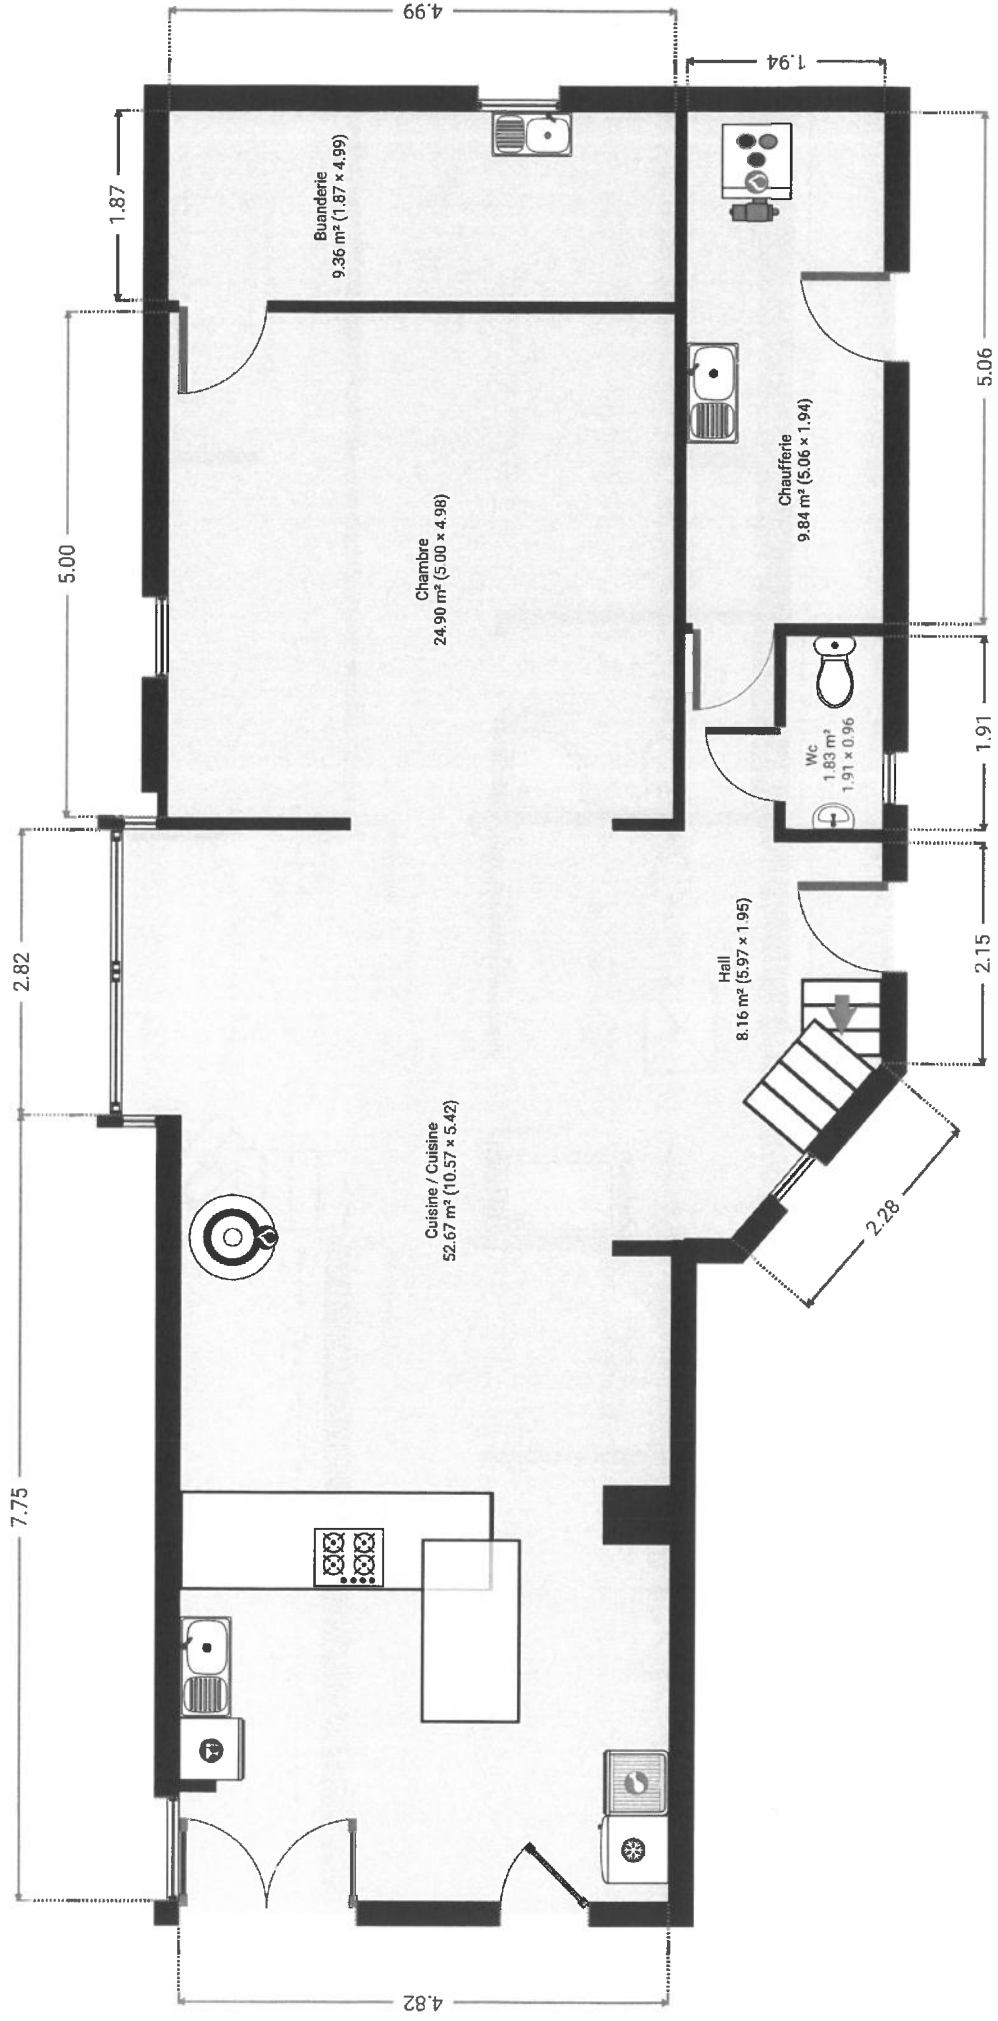 4.99
1.94
1.87
Buanderie
9.36 m² (1.87 × 4.99)
5.00
5.06
Chambre
24.90 m² (5.00 × 4.98)
Chaufferie
9.84 m² (5.06 × 1.94)
Wc
1.83 m²
1.91 × 0.96
1.91
2.82
Hall
8.16 m² (5.97 × 1.95)
2.15
Cuisine / Cuisine
52.67 m² (10.57 × 5.42)
2.28
7.75
4.82